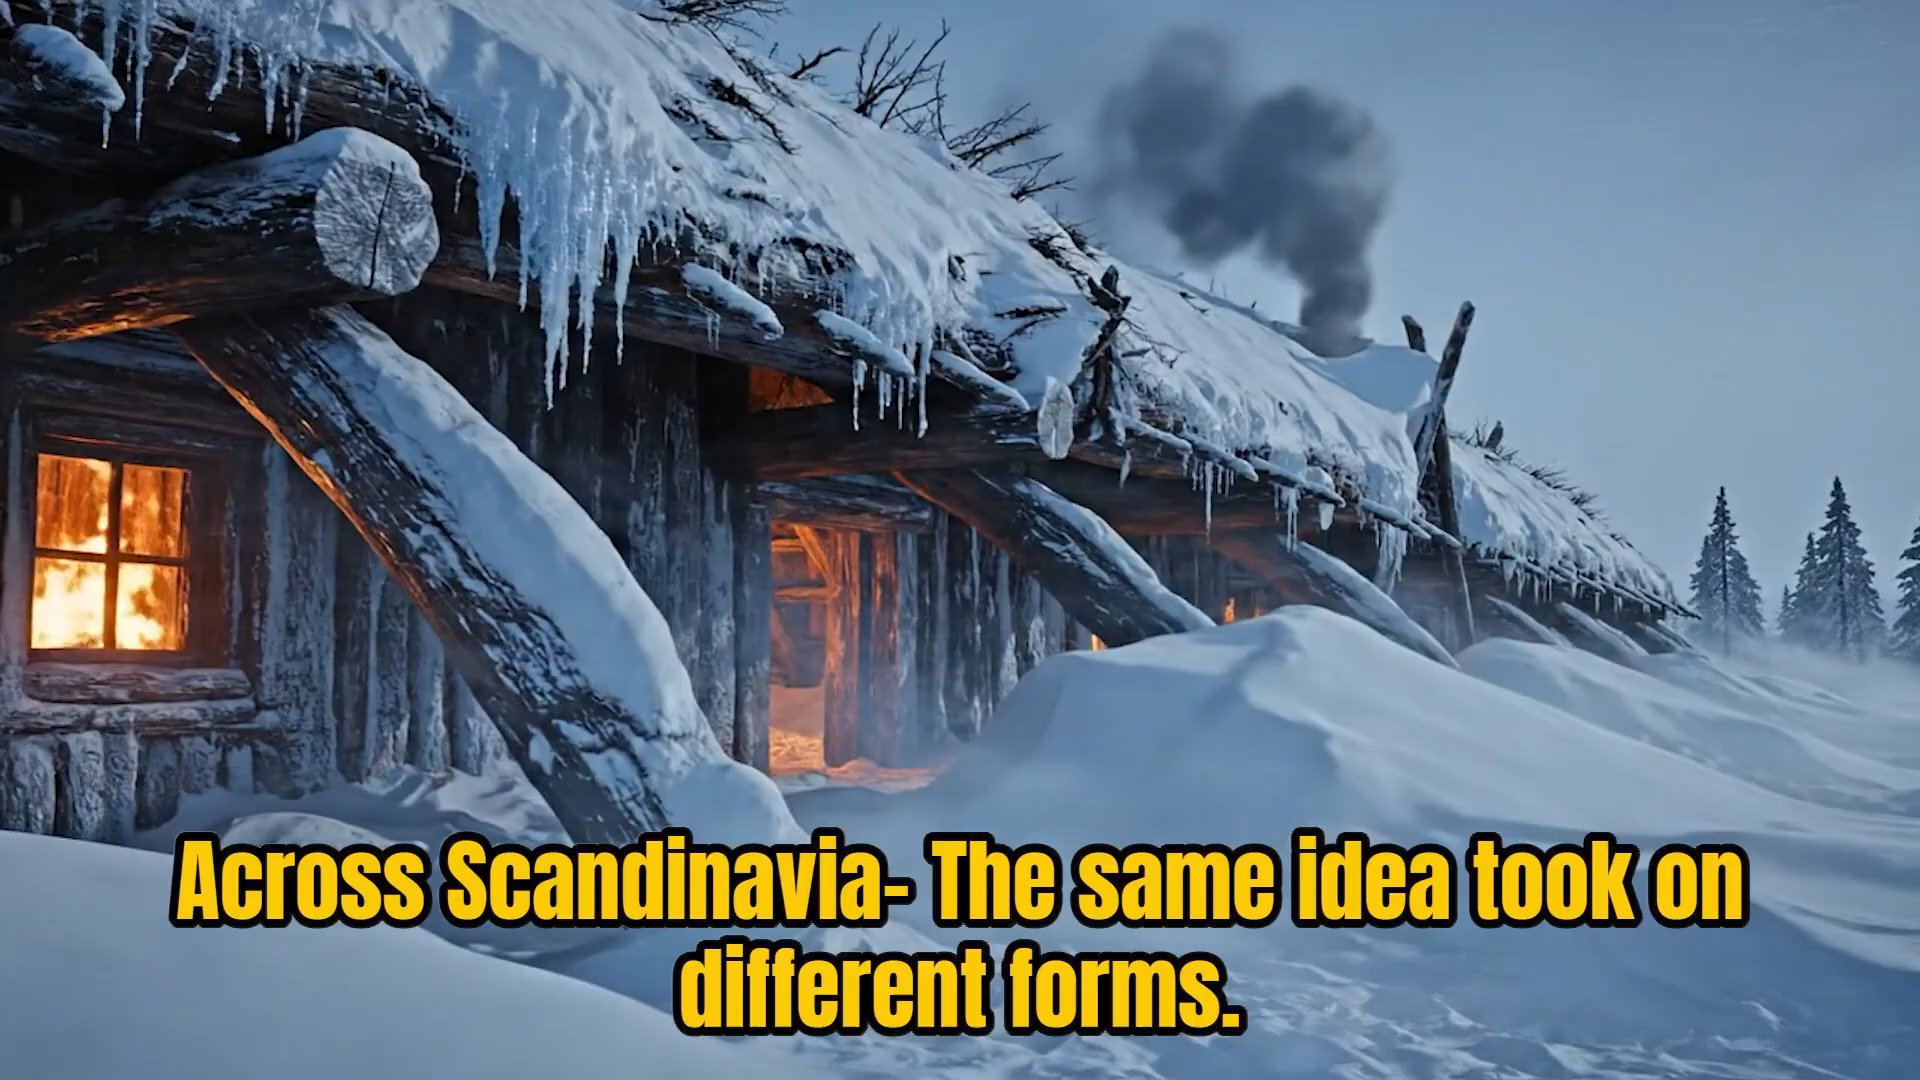 Across Scandinavia- The same idea took on
different forms.